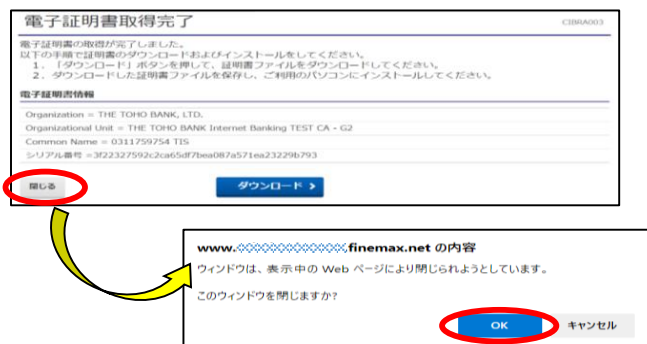 電子証明書取得完了
CIBRA003
電子証明書の取得が完了しました。
以下の手順で証明書のダウンロードおよびインストールをしてください。
1．「ダウンロード」ボタンを押して、証明書ファイルをダウンロードしてください。
2．ダウンロードした証明書ファイルを保存し、ご利用のパソコンにインストールしてください。
電子証明書情報
Organization = THE TOHO BANK, LTD.
Organizational Unit = THE TOHO BANK Internet Banking TEST CA - G2
Common Name = 0311759754 TIS
シリアル番号 =3f22327592c2ca65df7bea087a571ea23229b793
閉じる
ダウンロード
www.
finemax.net の内容
ウィンドウは、表示中の Web ページにより閉じられようとしています。
このウィンドウを閉じますか?
OK
キャンセル